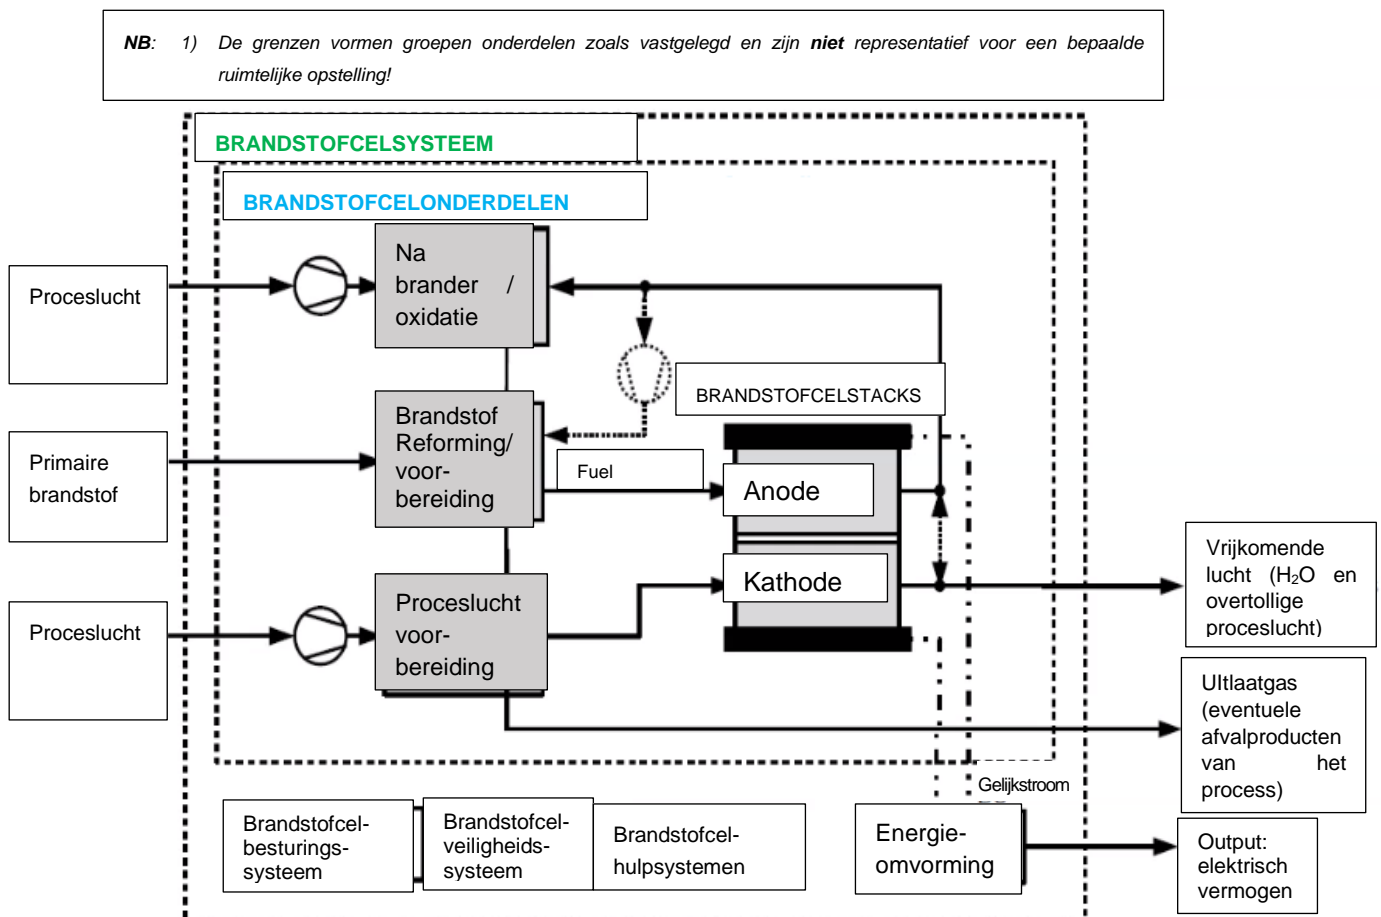 NB: 1) De grenzen vormen groepen onderdelen zoals vastgelegd en zijn niet representatief voor een bepaalde
ruimtelijke opstelling!
BRANDSTOFCELSYSTEEM
BRANDSTOFCELONDERDELEN
Na
brander /
oxidatie
Proceslucht
BRANDSTOFCELSTACKS
Brandstof
Reforming/
voor-
bereiding
Primaire
brandstof
Fuel
Anode
Kathode
Vrijkomende
lucht (H₂O en
overtollige
proceslucht)
Proceslucht
Proceslucht
voor-
bereiding
UItlaatgas
(eventuele
afvalproducten
van het
process)
Gelijkstroom
Brandstofcel-
besturings-
systeem
Brandstofcel-
veiligheids-
systeem
Brandstofcel-
hulpsystemen
Energie-
omvorming
Output:
elektrisch
vermogen